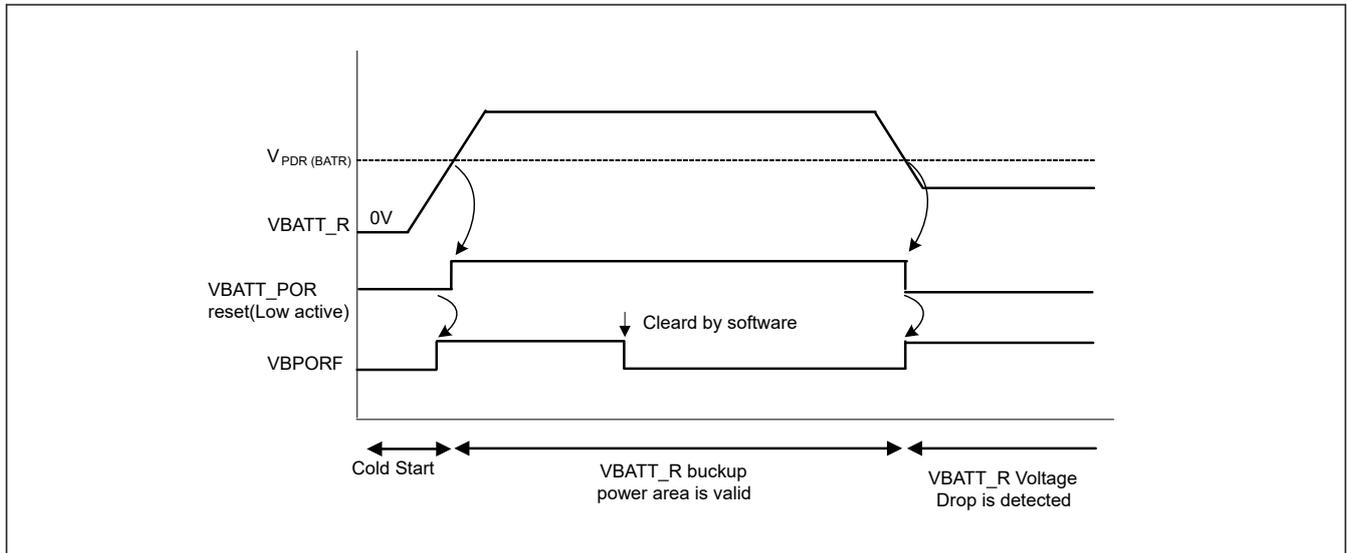 V PDR (BATR)
0V
VBATT_R
VBATT_POR
reset(Low active)
Cleard by software
VBPORF
Cold Start
VBATT_R buckup
power area is valid
VBATT_R Voltage
Drop is detected